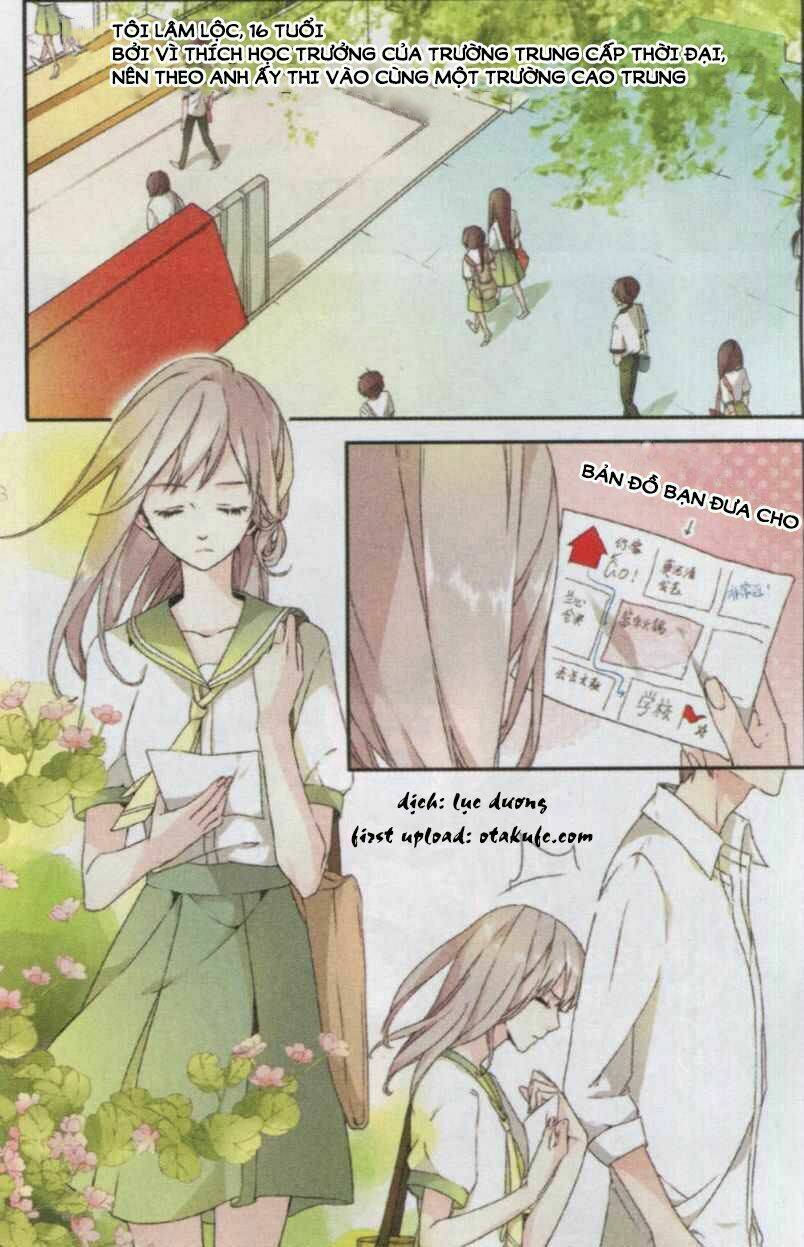 TÔI LÂM LỘC, 16 TUỔI
BỞI VÌ THÍCH HỌC TRƯỞNG CỦA TRƯỜNG TRUNG CẤP THỜI ĐẠI,
NÊN THEO ANH ẤY THI VÀO CÙNG MỘT TRƯỜNG CAO TRUNG
BẢN ĐỒ BẠN ĐƯA CHO
GO!
学校
dịch: lục dương
first upload: otakufc.com